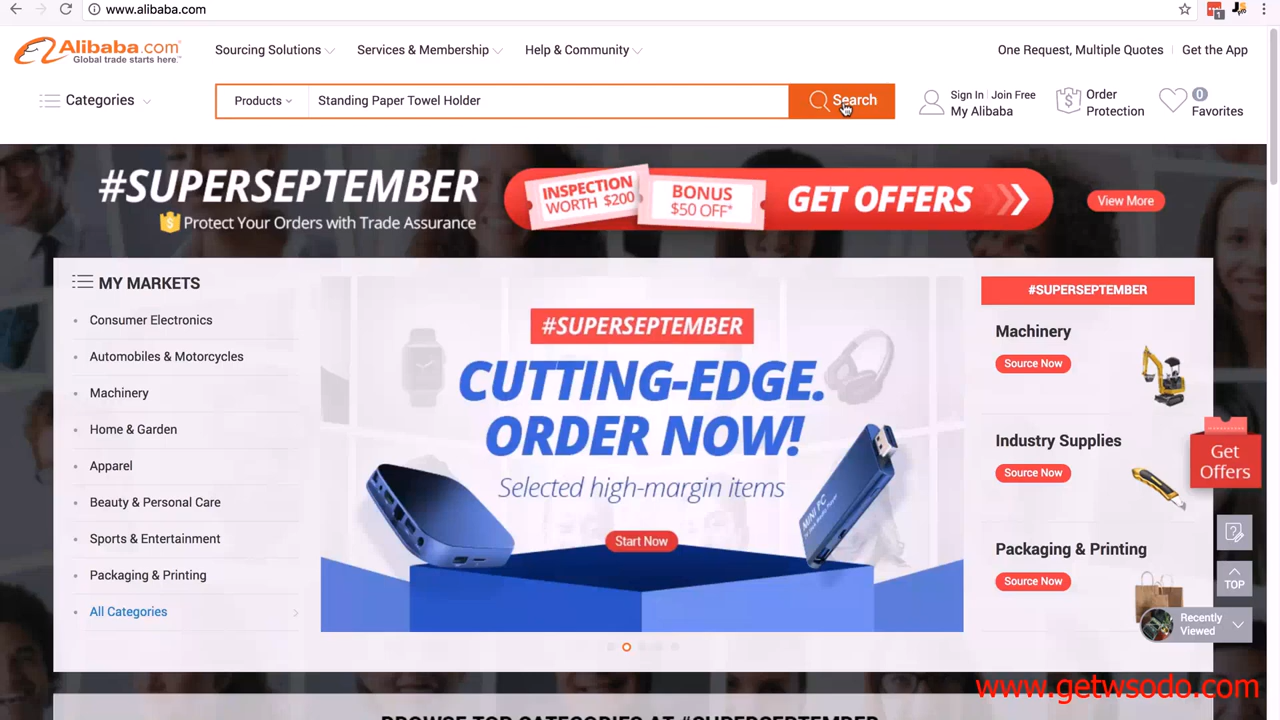 www.alibaba.com
1
Alibaba.com
Global trade starts here.™
Sourcing Solutions
Services & Membership
Help & Community
One Request, Multiple Quotes
Get the App
Categories
Products
Standing Paper Towel Holder
Search
Sign In
Join Free
My Alibaba
Order
Protection
0
Favorites
#SUPERSEPTEMBER
Protect Your Orders with Trade Assurance
INSPECTION
WORTH $200
BONUS
$50 OFF*
GET OFFERS
View More
MY MARKETS
Consumer Electronics
Automobiles & Motorcycles
Machinery
Home & Garden
Apparel
Beauty & Personal Care
Sports & Entertainment
Packaging & Printing
All Categories
#SUPERSEPTEMBER
CUTTING-EDGE.
ORDER NOW!
Selected high-margin items
Start Now
MINI PC
#SUPERSEPTEMBER
Machinery
Source Now
Industry Supplies
Source Now
Packaging & Printing
Source Now
Get
Offers
TOP
Recently
Viewed
www.getwsodo.com
BROWSE TOP CATEGORIES AT #SUPERSEPTEMBER